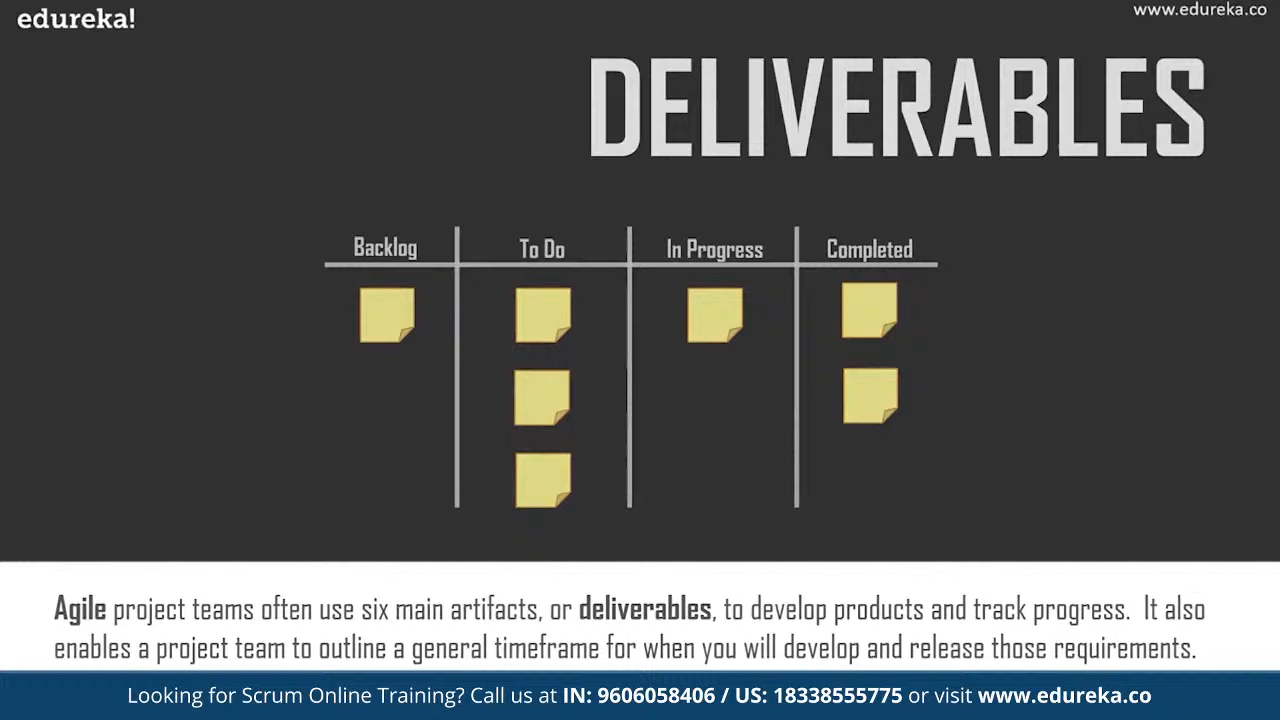 edureka!
www.edureka.co
DELIVERABLES
Backlog To Do In Progress Completed
Agile project teams often use six main artifacts, or deliverables, to develop products and track progress. It also
enables a project team to outline a general timeframe for when you will develop and release those requirements.
Looking for Scrum Online Training? Call us at IN: 9606058406 / US: 18338555775 or visit www.edureka.co